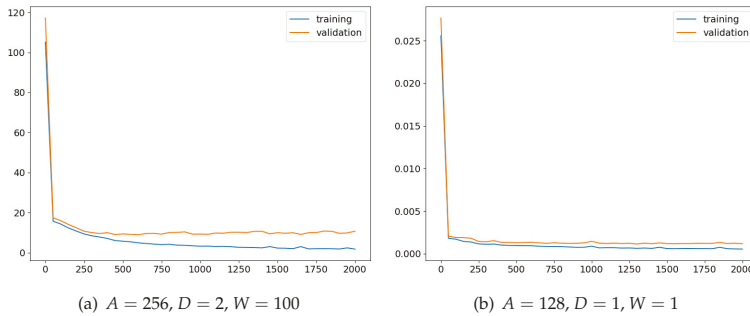 120
100
80
60
40
20
0
0 250 500 750 1000 1250 1500 1750 2000
training
validation
(a) A = 256, D = 2, W = 100
0.025
0.020
0.015
0.010
0.005
0.000
0 250 500 750 1000 1250 1500 1750 2000
training
validation
(b) A = 128, D = 1, W = 1